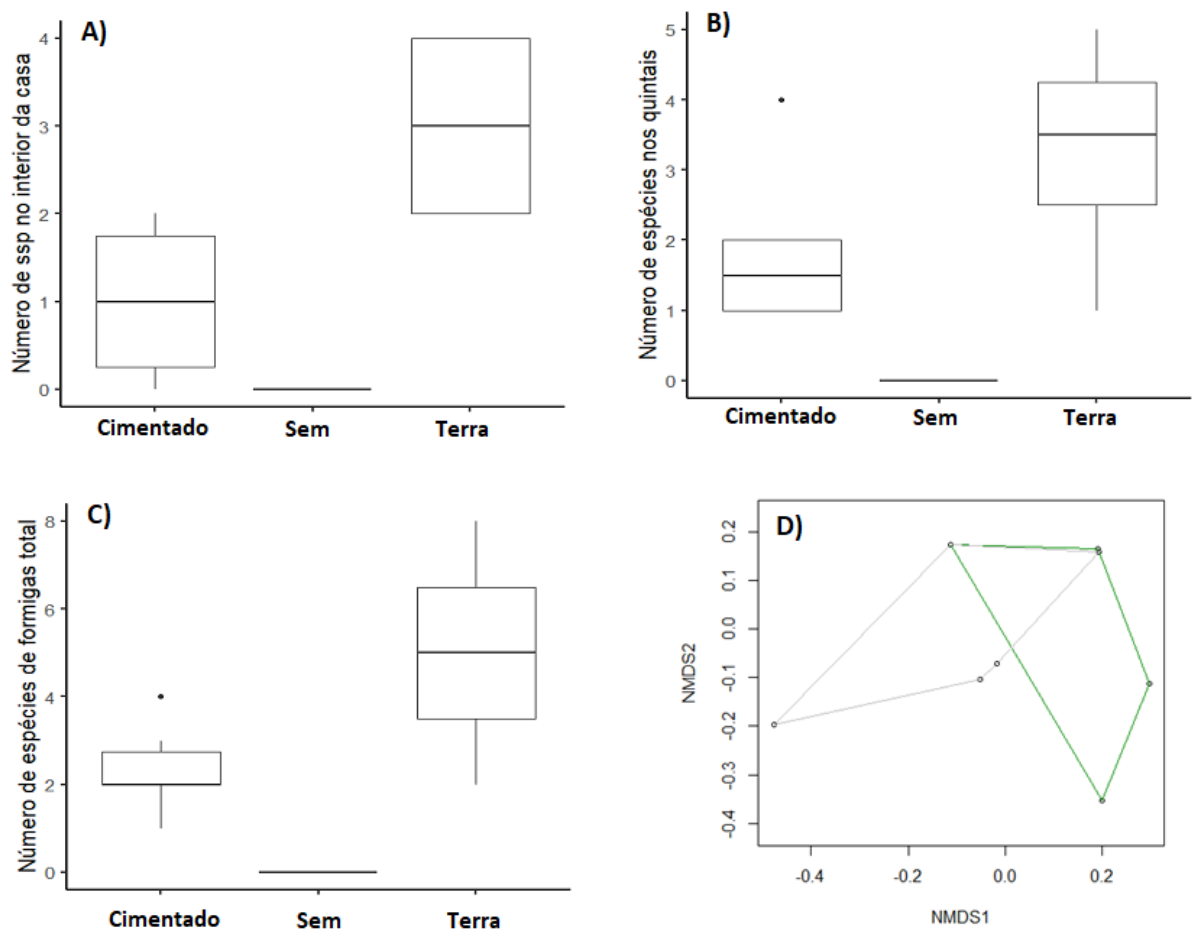 A)
Número de ssp no interior da casa
4
3
2
1
0
Cimentado
Sem
Terra
B)
Número de espécies nos quintais
5
4
3
2
1
0
Cimentado
Sem
Terra
C)
Número de espécies de formigas total
8
6
4
2
0
Cimentado
Sem
Terra
D)
NMDS2
0.2
0.1
0.0
-0.1
-0.2
-0.3
-0.4
-0.4
-0.2
0.0
0.2
NMDS1